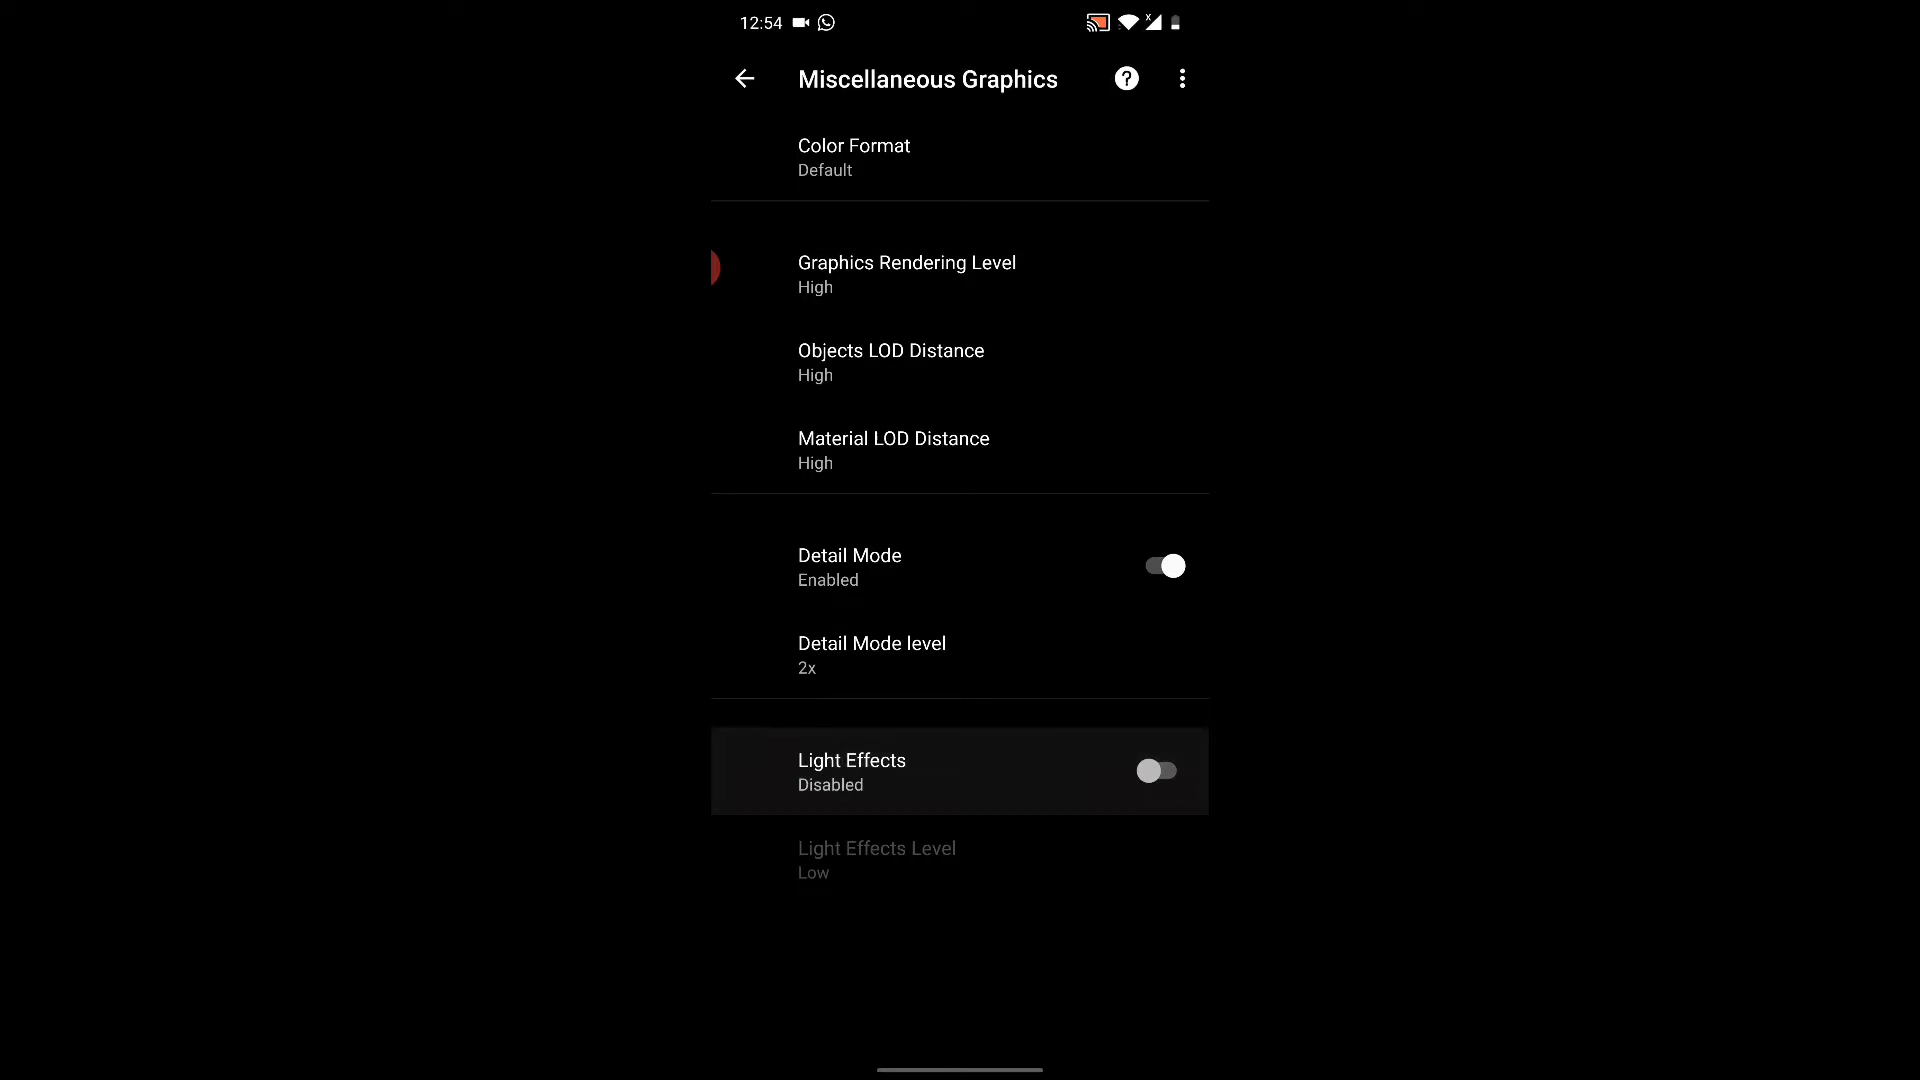 12:54
Miscellaneous Graphics
Color Format
Default
Graphics Rendering Level
High
Objects LOD Distance
High
Material LOD Distance
High
Detail Mode
Enabled
Detail Mode level
2x
Light Effects
Disabled
Light Effects Level
Low